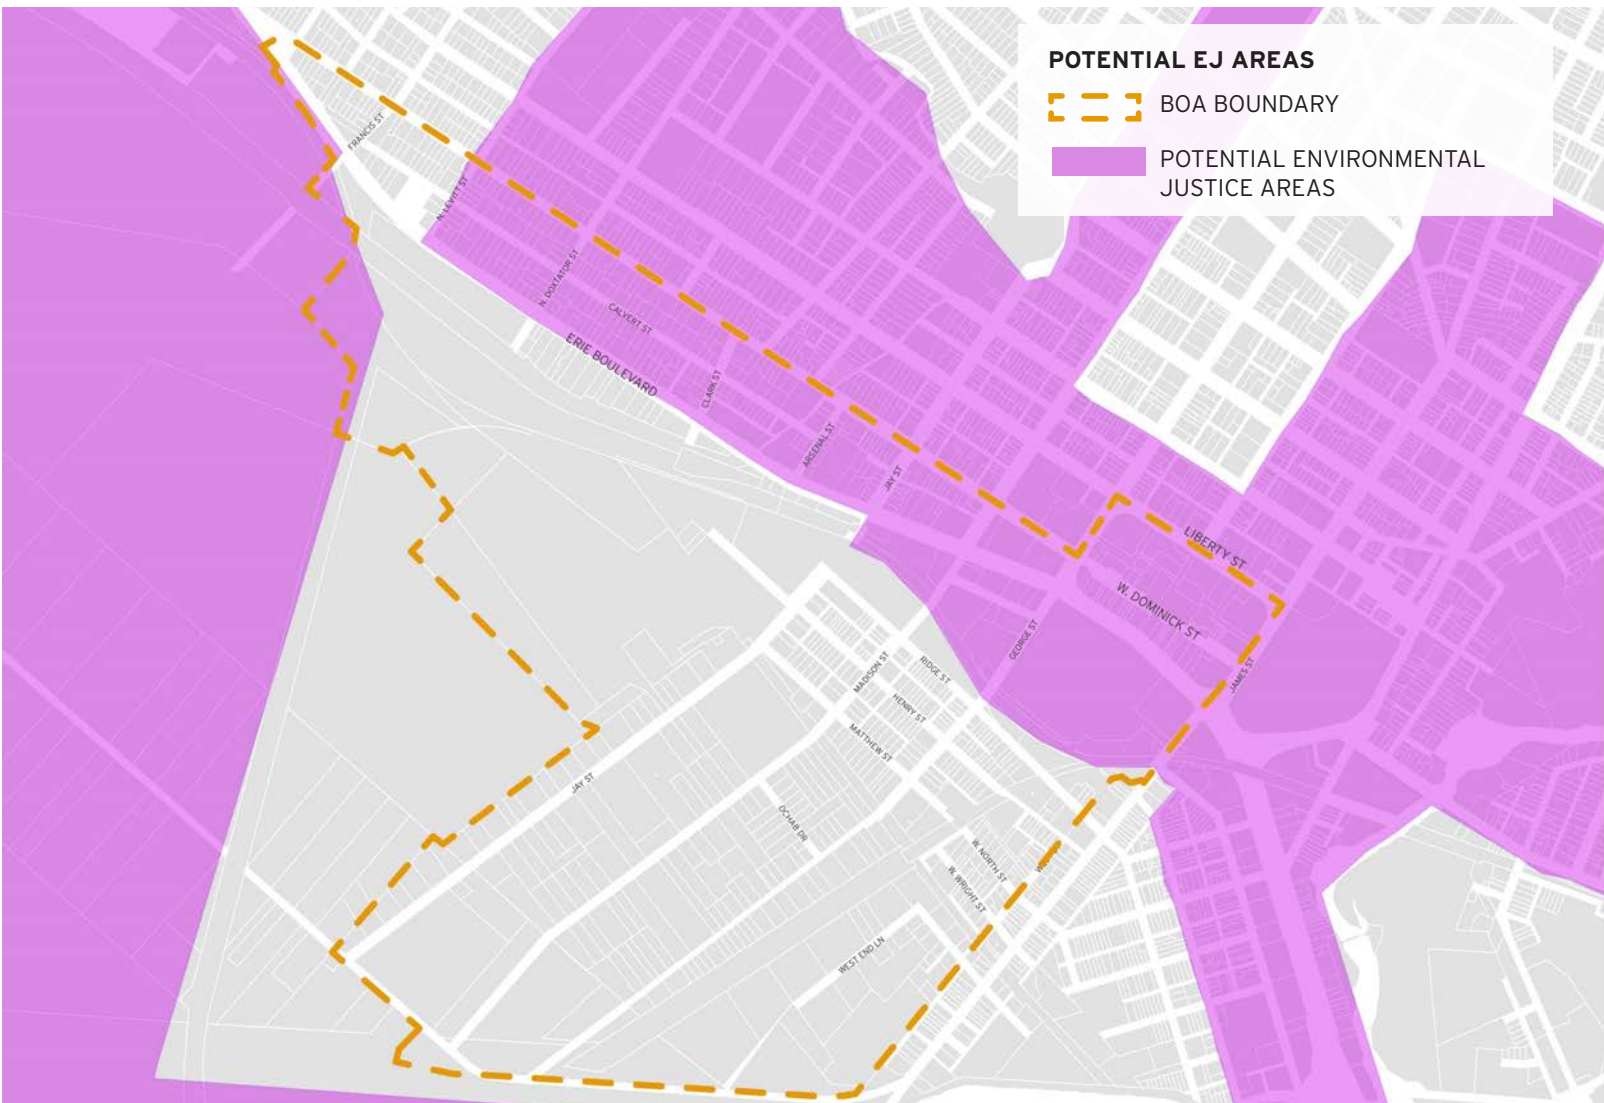 POTENTIAL EJ AREAS
BOA BOUNDARY
POTENTIAL ENVIRONMENTAL
JUSTICE AREAS
FRANCIS ST
N. LEVITT ST
N. DOXTATOR ST
CALVERT ST
ERIE BOULEVARD
CLARK ST
ARSENAL ST
JAY ST
LIBERTY ST
W. DOMINICK ST
GEORGE ST
JAMES ST
MADISON ST
RIDGE ST
HENRY ST
MATTHEW ST
JAY ST
OCHAB DR
W. NORTH ST
W. WRIGHT ST
WEST END LN